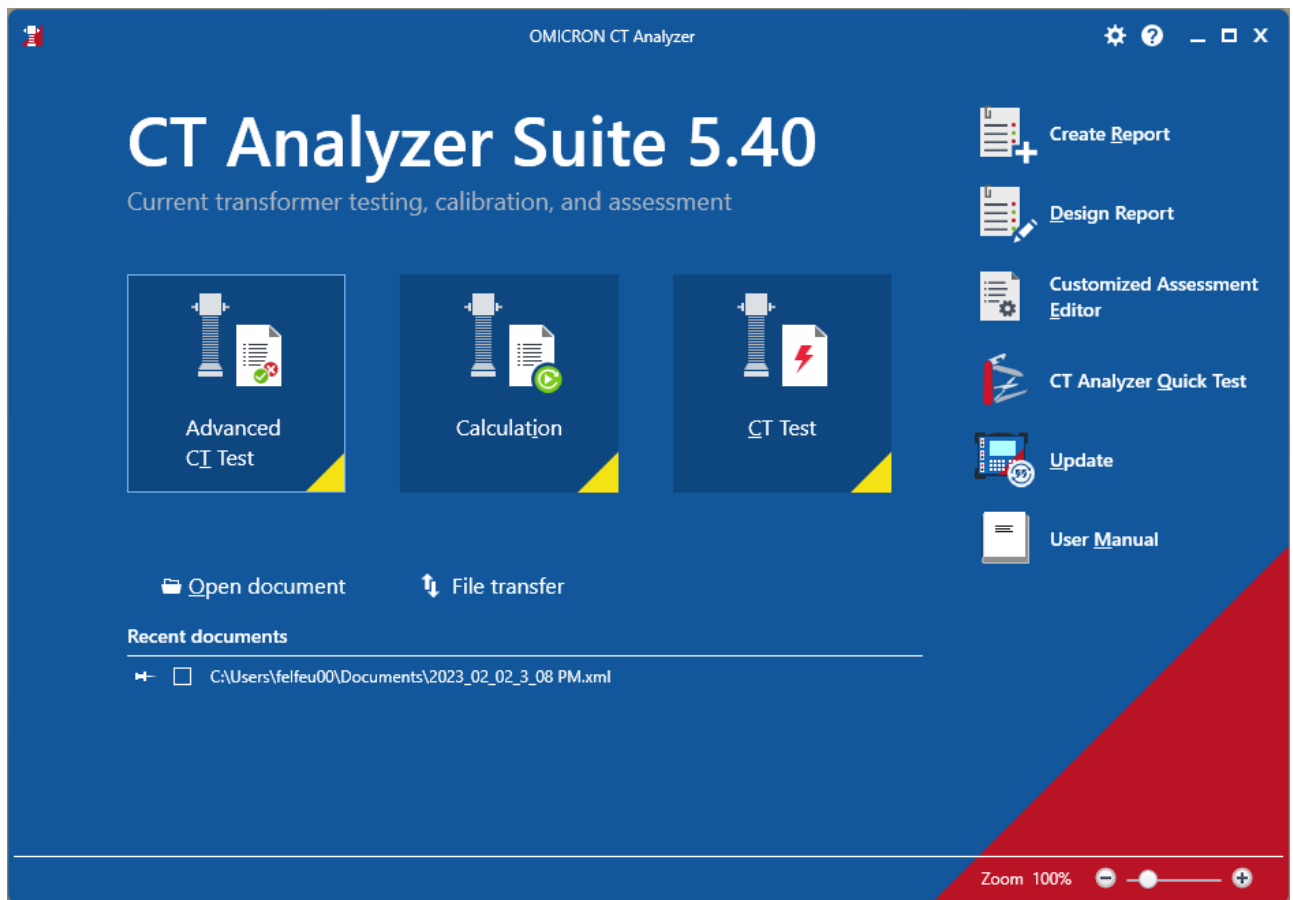 OMICRON CT Analyzer
X
CT Analyzer Suite 5.40
Current transformer testing, calibration, and assessment
Advanced
CT Test
Calculation
CT Test
Create Report
Design Report
Customized Assessment
Editor
CT Analyzer Quick Test
Update
User Manual
Open document
File transfer
Recent documents
C:\Users\felfeu00\Documents\2023_02_02_3_08 PM.xml
Zoom 100%